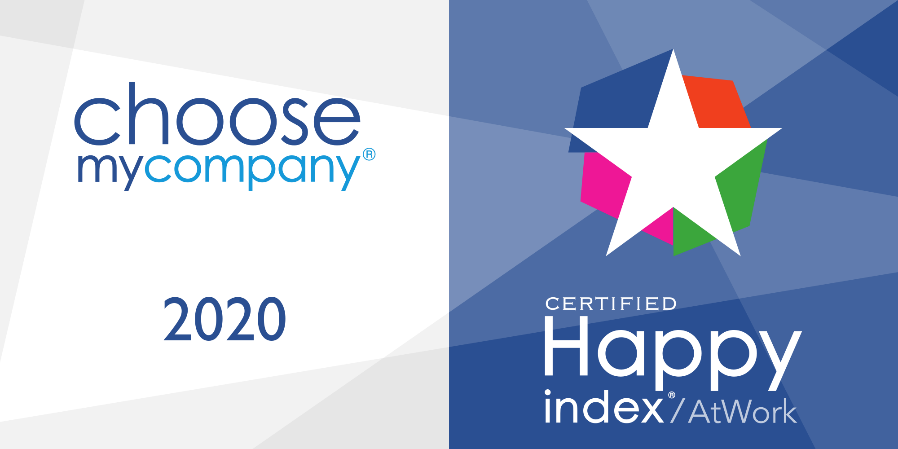 choose
mycompany®
2020
CERTIFIED
Happy
index®/AtWork